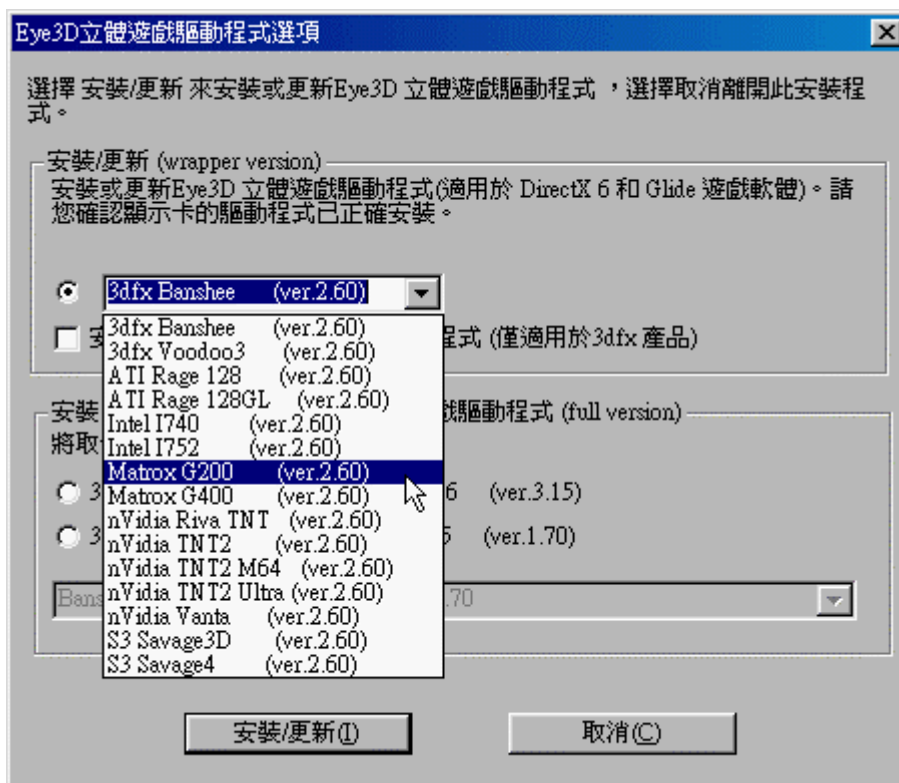 Eye3D立體遊戲驅動程式選項
選擇 安裝/更新 來安裝或更新Eye3D 立體遊戲驅動程式 ，選擇取消離開此安裝程
式。
安裝/更新 (wrapper version)
安裝或更新Eye3D 立體遊戲驅動程式(適用於 DirectX 6 和 Glide 遊戲軟體)。請
您確認顯示卡的驅動程式已正確安裝。
3dfx Banshee (ver.2.60)
3dfx Banshee (ver.2.60)
3dfx Voodoo3 (ver.2.60)
程式 (僅適用於3dfx 產品)
ATI Rage 128 (ver.2.60)
ATI Rage 128GL (ver.2.60)
安裝 戲驅動程式 (full version)
Intel I740 (ver.2.60)
將取
Intel I752 (ver.2.60)
Matrox G200 (ver.2.60)
3 6 (ver.3.15)
Matrox G400 (ver.2.60)
nVidia Riva TNT (ver.2.60)
3 (ver.1.70)
nVidia TNT2 (ver.2.60)
nVidia TNT2 M64 (ver.2.60)
nVidia TNT2 Ultra (ver.2.60)
Bans .70
nVidia Vanta (ver.2.60)
S3 Savage3D (ver.2.60)
S3 Savage4 (ver.2.60)
安裝/更新(I)
取消(C)